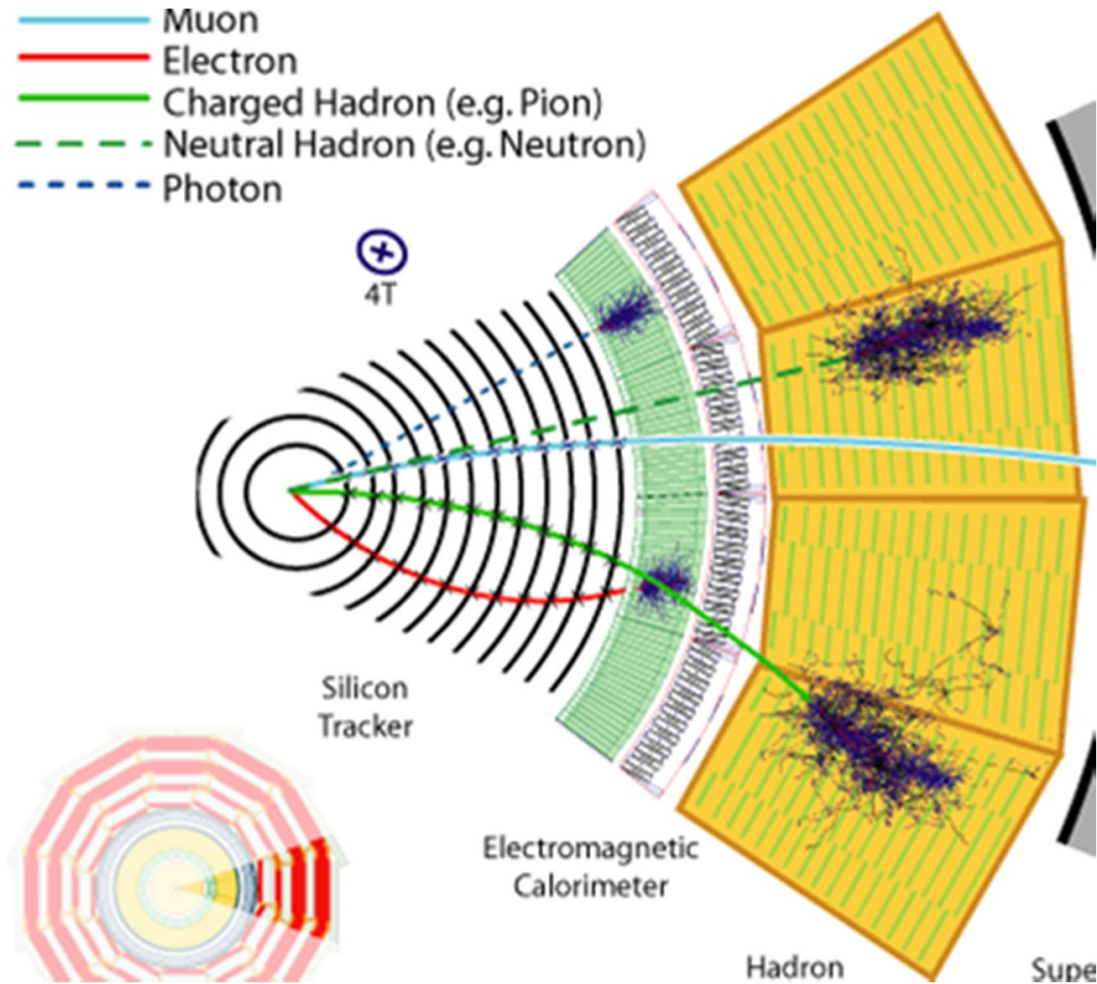 Muon
Electron
Charged Hadron (e.g. Pion)
Neutral Hadron (e.g. Neutron)
Photon
4T
Silicon
Tracker
Electromagnetic
Calorimeter
Hadron
Supe